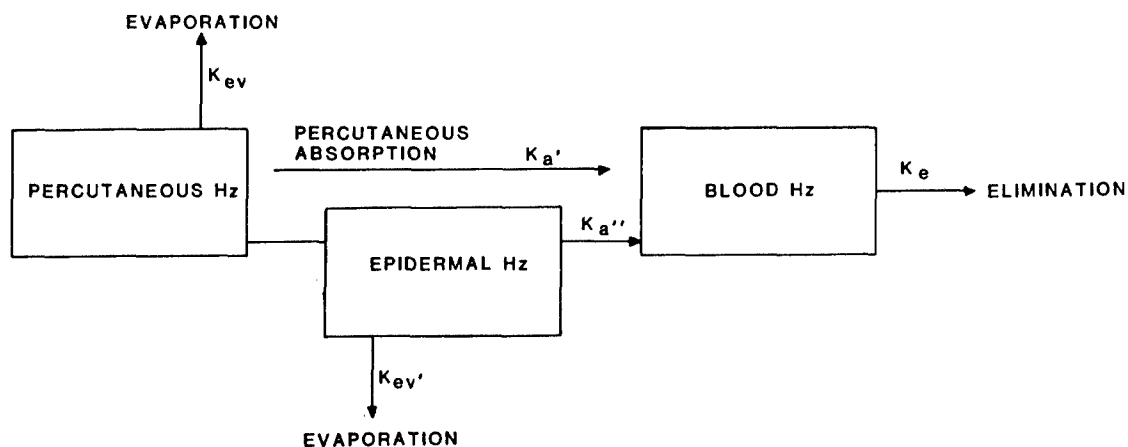 EVAPORATION
Kev
PERCUTANEOUS
ABSORPTION
Ka'
PERCUTANEOUS Hz
BLOOD Hz
Ke
ELIMINATION
Ka''
EPIDERMAL Hz
Kev'
EVAPORATION